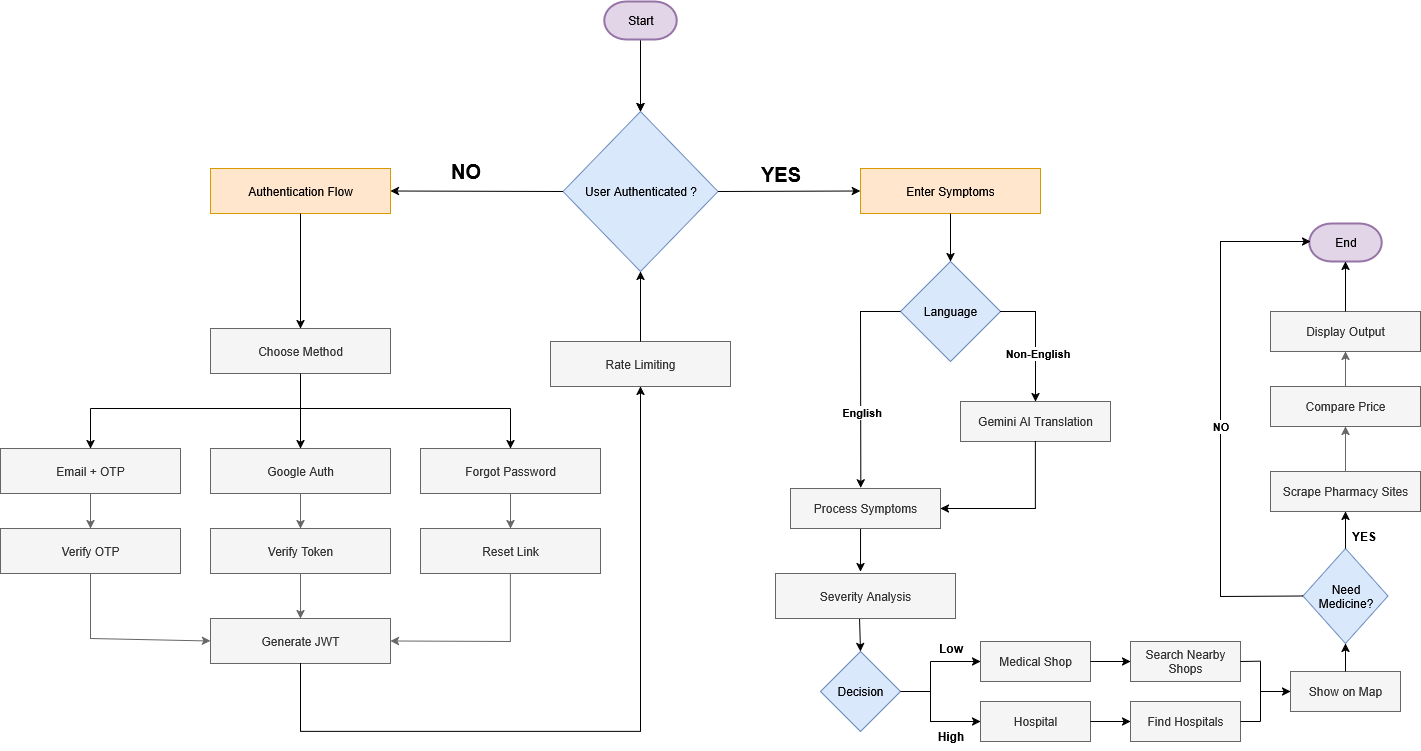 Start
NO
YES
Authentication Flow
User Authenticated ?
Enter Symptoms
End
Language
Display Output
Choose Method
Non-English
Rate Limiting
Compare Price
English
Gemini AI Translation
NO
Email + OTP
Google Auth
Forgot Password
Scrape Pharmacy Sites
Process Symptoms
YES
Verify OTP
Verify Token
Reset Link
Severity Analysis
Need
Medicine?
Generate JWT
Low
Medical Shop
Search Nearby
Shops
Decision
Show on Map
High
Hospital
Find Hospitals